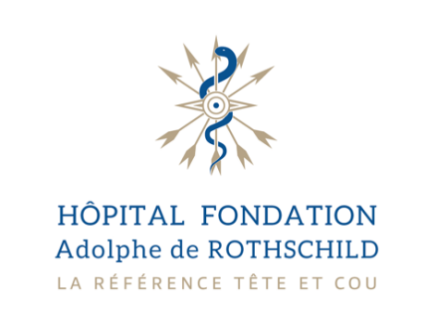 HÔPITAL FONDATION
Adolphe de ROTHSCHILD
LA RÉFÉRENCE TÊTE ET COU